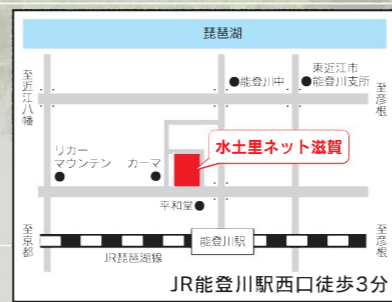 琵琶湖
至近江八幡
●能登川中
東近江市
●能登川支所
至彦根
水土里ネット滋賀
リカー
マウンテン
カーマ
平和堂●
至京都
能登川駅
至彦根
JR琵琶湖線
JR能登川駅西口徒歩3分